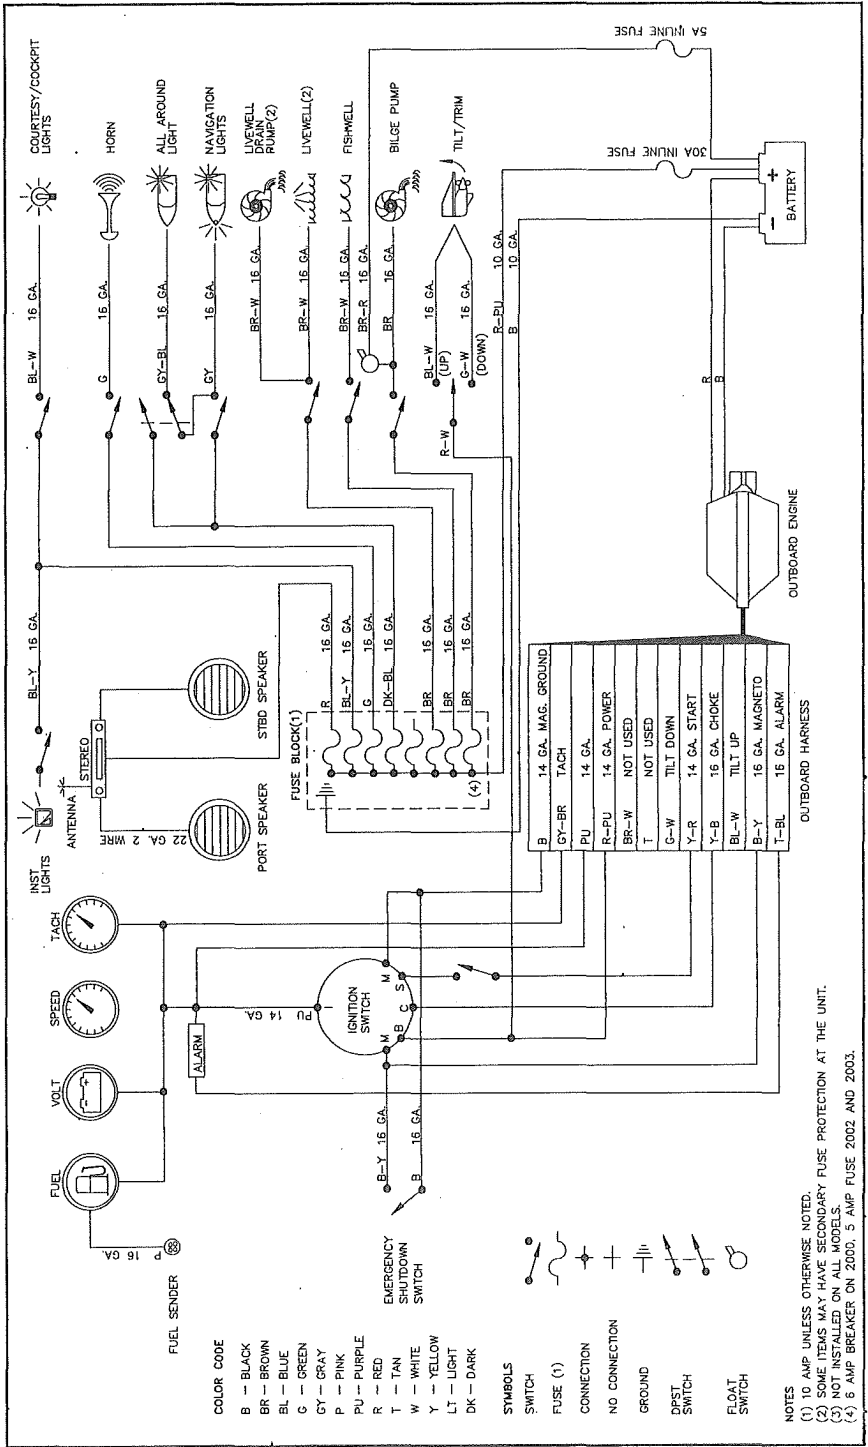 COURTESY/COCKPIT
LIGHTS
HORN
ALL AROUND
LIGHT
NAVIGATION
LIGHTS
LIVEWELL
DRAIN
PUMP(2)
LIVEWELL(2)
FISHWELL
BILGE PUMP
TILT/TRIM
5A INLINE FUSE
30A INLINE FUSE
BATTERY
+
-
BL-W 16 GA.
G 16 GA.
GY-BL 16 GA.
GY 16 GA.
BR-W 16 GA.
BR-W 16 GA.
BR-W 16 GA.
BR-R 16 GA.
BR 16 GA.
BL-W 16 GA.
(UP)
G-W 16 GA.
(DOWN)
R-W
R-PU 10 GA.
B 10 GA.
R
B
OUTBOARD ENGINE
INST
LIGHTS
BL-Y 16 GA.
ANTENNA
STEREO
STBD SPEAKER
PORT SPEAKER
22 GA. 2 WIRE
FUSE BLOCK(1)
R 16 GA.
BL-Y 16 GA.
G 16 GA.
DK-BL 16 GA.
BR 16 GA.
BR 16 GA.
BR 16 GA.
(4)
B 14 GA. MAG. GROUND
GY-BR TACH
PU 14 GA.
R-PU 14 GA. POWER
BR-W NOT USED
T NOT USED
G-W TILT DOWN
Y-R 14 GA. START
Y-B 16 GA. CHOKE
BL-W TILT UP
B-Y 16 GA. MAGNETO
T-BL 16 GA. ALARM
OUTBOARD HARNESS
TACH
SPEED
VOLT
FUEL
P 16 GA.
FUEL SENDER
ALARM
PU 14 GA.
IGNITION
SWITCH
I
M
S
C
B
M
B-Y 16 GA.
B 16 GA.
EMERGENCY
SHUTDOWN
SWITCH
COLOR CODE
B -- BLACK
BR -- BROWN
BL -- BLUE
G -- GREEN
GY -- GRAY
P -- PINK
PU -- PURPLE
R -- RED
T -- TAN
W -- WHITE
Y -- YELLOW
LT -- LIGHT
DK -- DARK
SYMBOLS
SWITCH
FUSE (1)
CONNECTION
NO CONNECTION
GROUND
DPST
SWITCH
FLOAT
SWITCH
NOTES
(1) 10 AMP UNLESS OTHERWISE NOTED.
(2) SOME ITEMS MAY HAVE SECONDARY FUSE PROTECTION AT THE UNIT.
(3) NOT INSTALLED ON ALL MODELS.
(4) 6 AMP BREAKER ON 2000, 5 AMP FUSE 2002 AND 2003.